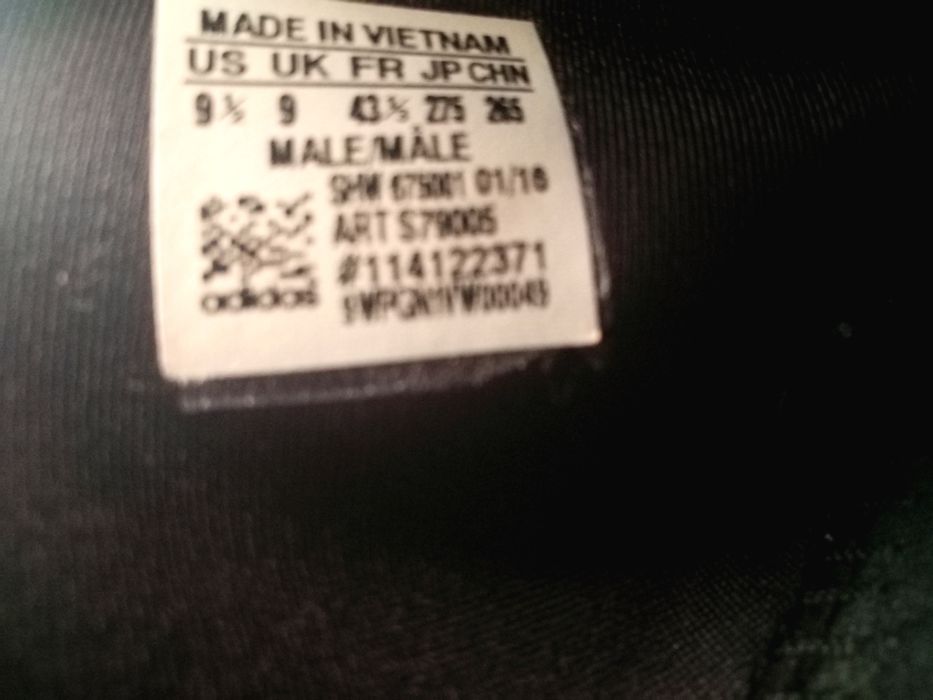 MADE IN VIETNAM
US UK FR JP CHN
9½ 9 43⅓ 275 265
MALE/MÂLE
SHM 675001 01/16
ART S79005
#114122371
adidas